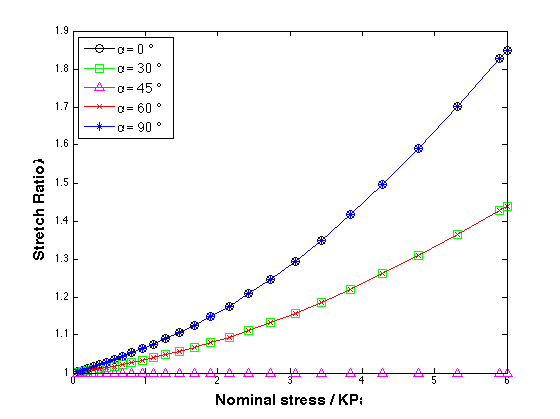 1.9
1.8
1.7
1.6
1.5
1.4
1.3
1.2
1.1
1
0
1
2
3
4
5
6
α= 0 °
α= 30 °
α= 45 °
α= 60 °
α= 90 °
Stretch Ratio λ
Nominal stress / KP